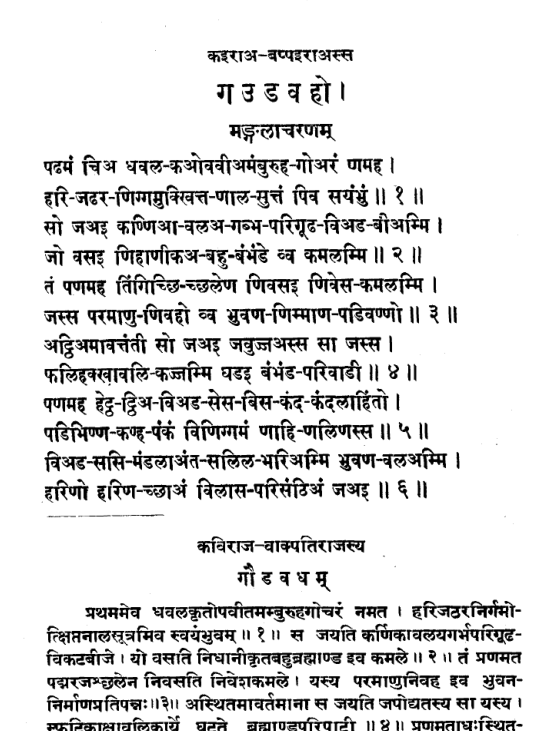 कइराअ-बप्पइराअस्स
गउडवहो।
मङ्गलाचरणम्
पढमं चिअ धवल-कओववीअमंबुरुह-गोअरं णमह।
हरि-जढर-णिग्गमुक्खित्त-णाल-सुत्तं पिव सयंभुं॥ १॥
सो जअइ कण्णिआ-वलअ-गब्भ-परिगूढ-विअड-बीअम्मि।
जो वसइ णिहाणीकअ-बहु-बंभंडे व्व कमलम्मि॥ २॥
तं पणमह तिंगिच्छि-च्छलेण णिवसइ णिवेस-कमलम्मि।
जस्स परमाणु-णिवहो व्व भुवण-णिम्माण-पडिवण्णो॥ ३॥
अट्ठिअमावत्तंती सो जअइ जवुज्जअस्स सा जस्स।
फलिहक्खावलि-कज्जम्मि घडइ बंभंड-परिवाडी॥ ४॥
पणमह हेट्ठ-ट्ठिअ-विअड-सेस-बिस-कंद-कंदलाहिंतो।
पडिभिण्ण-कण्ह-पंकं विणिग्गमं णाहि-णलिणस्स॥ ५॥
विअड-ससि-मंडलाअंत-सलिल-भरिअम्मि भुवण-वलअम्मि।
हरिणो हरिण-च्छाअं विलास-परिसंठिअं जअइ॥ ६॥
कविराज-वाक्पतिराजस्य
गौडवधम्
प्रथममेव धवलकृतोपवीतमम्बुरुहगोचरं नमत। हरिजठरनिर्गमो-
त्क्षिप्तनालसूत्रमिव स्वयंभुवम्॥ १॥ स जयति कर्णिकावलयगर्भपरिगूढ-
विकटबीजे। यो वसति निधानीकृतबहुब्रह्माण्ड इव कमले॥ २॥ तं प्रणमत
पद्मरजश्छलेन निवसति निवेशकमले। यस्य परमाणुनिवह इव भुवन-
निर्माणप्रतिपन्नः॥३॥ अस्थितमावर्तमाना स जयति जपोद्यतस्य सा यस्य।
स्फटिकाक्षावलिकार्ये घटते ब्रह्माण्डपरिपाटी॥ ४॥ प्रणमताधःस्थित-